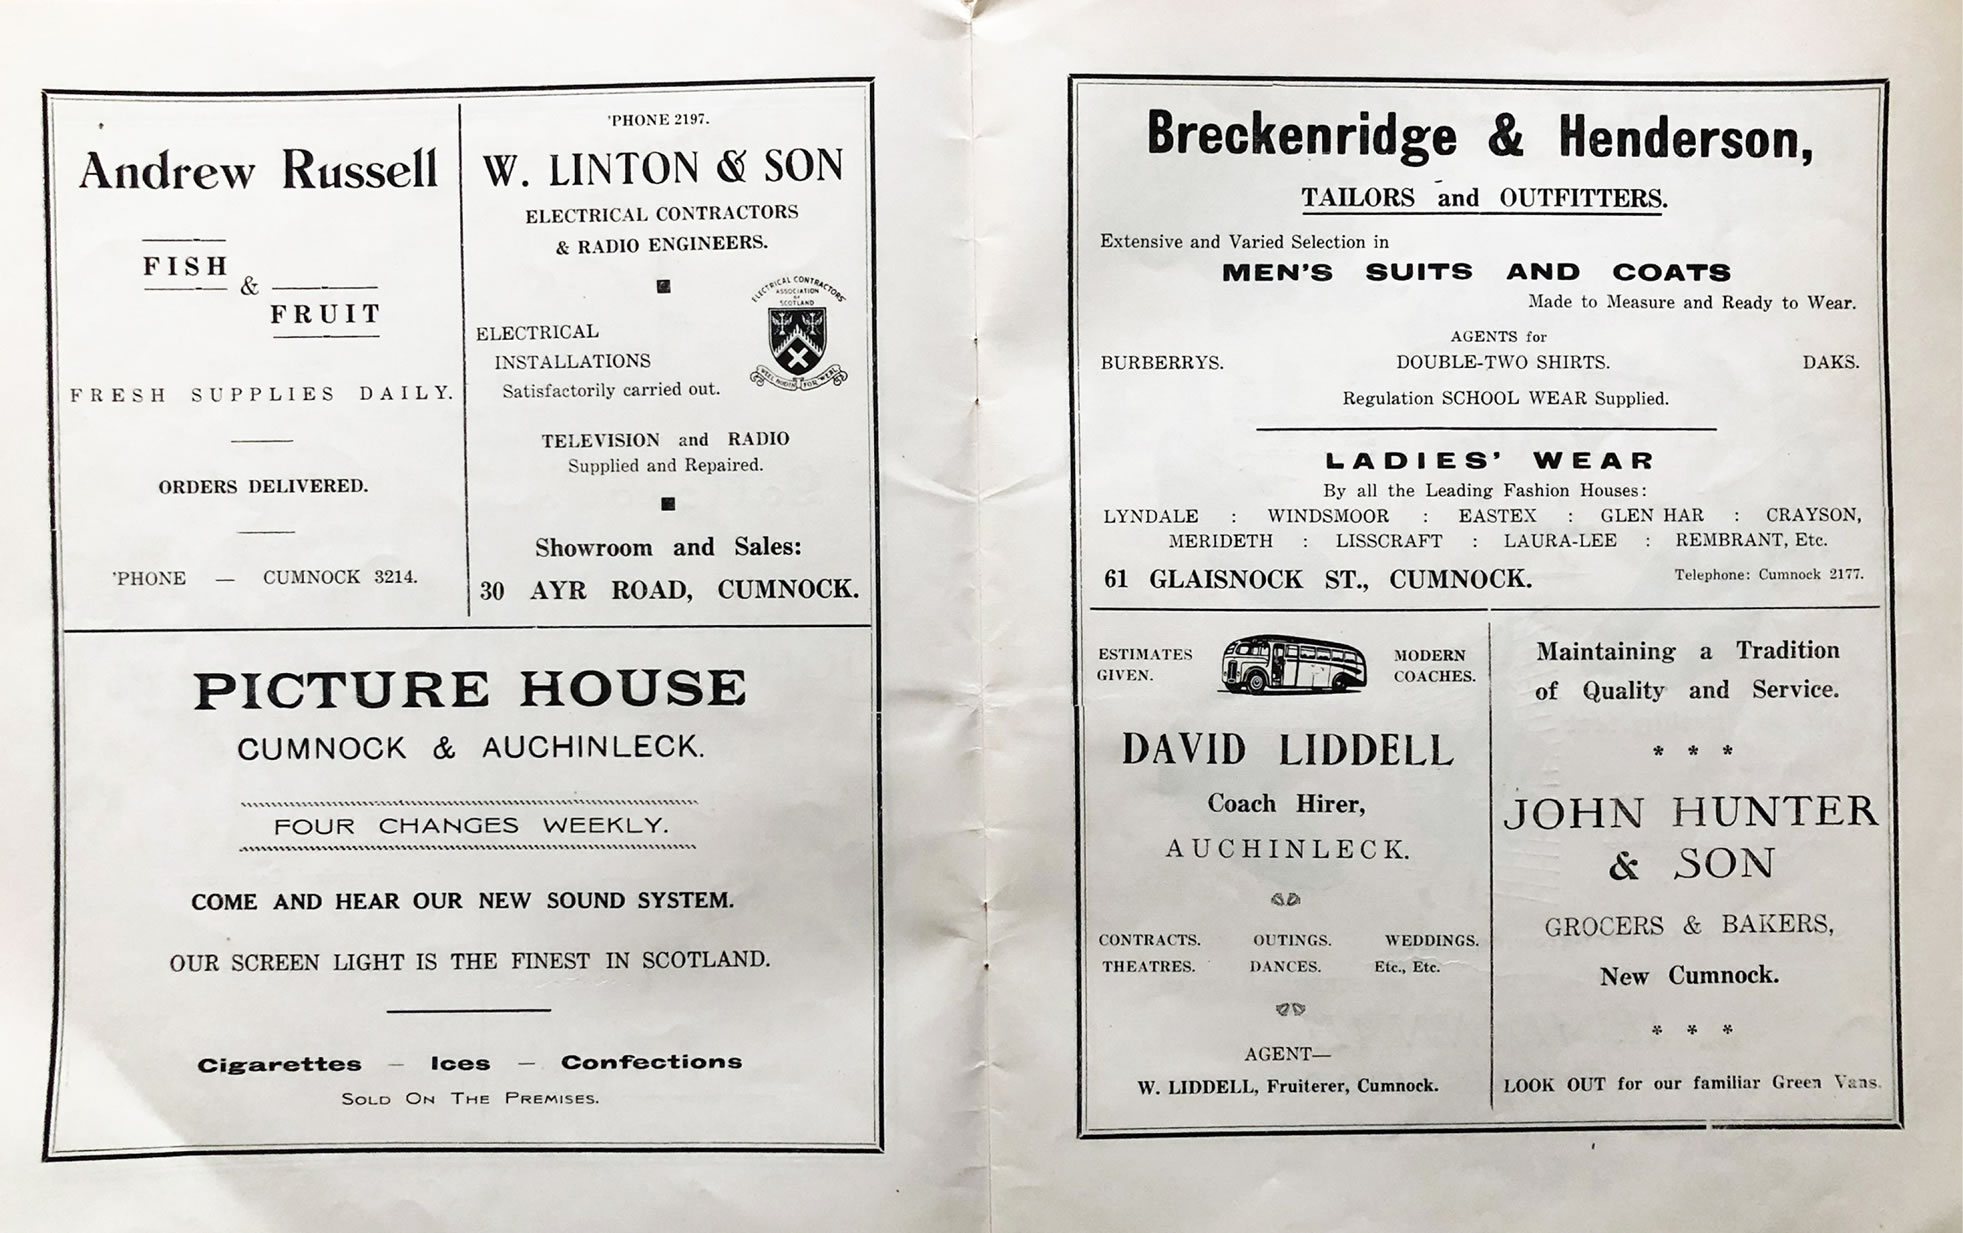 Andrew Russell
FISH
&
FRUIT
FRESH SUPPLIES DAILY.
ORDERS DELIVERED.
'PHONE — CUMNOCK 3214.
'PHONE 2197.
W. LINTON & SON
ELECTRICAL CONTRACTORS
& RADIO ENGINEERS.
ELECTRICAL CONTRACTORS'
ASSOCIATION
OF
SCOTLAND
ELECTRICAL
INSTALLATIONS
Satisfactorily carried out.
TELEVISION and RADIO
Supplied and Repaired.
Showroom and Sales:
30 AYR ROAD, CUMNOCK.
PICTURE HOUSE
CUMNOCK & AUCHINLECK.
FOUR CHANGES WEEKLY.
COME AND HEAR OUR NEW SOUND SYSTEM.
OUR SCREEN LIGHT IS THE FINEST IN SCOTLAND.
Cigarettes — Ices — Confections
SOLD ON THE PREMISES.
Breckenridge & Henderson,
TAILORS and OUTFITTERS.
Extensive and Varied Selection in
MEN'S SUITS AND COATS
Made to Measure and Ready to Wear.
AGENTS for
BURBERRYS. DOUBLE-TWO SHIRTS. DAKS.
Regulation SCHOOL WEAR Supplied.
LADIES' WEAR
By all the Leading Fashion Houses:
LYNDALE : WINDSMOOR : EASTEX : GLEN HAR : CRAYSON,
MERIDETH : LISSCRAFT : LAURA-LEE : REMBRANT, Etc.
61 GLAISNOCK ST., CUMNOCK. Telephone: Cumnock 2177.
ESTIMATES
GIVEN.
MODERN
COACHES.
DAVID LIDDELL
Coach Hirer,
AUCHINLECK.
CONTRACTS. OUTINGS. WEDDINGS.
THEATRES. DANCES. Etc., Etc.
AGENT—
W. LIDDELL, Fruiterer, Cumnock.
Maintaining a Tradition
of Quality and Service.
* * *
JOHN HUNTER
& SON
GROCERS & BAKERS,
New Cumnock.
* * *
LOOK OUT for our familiar Green Vans.